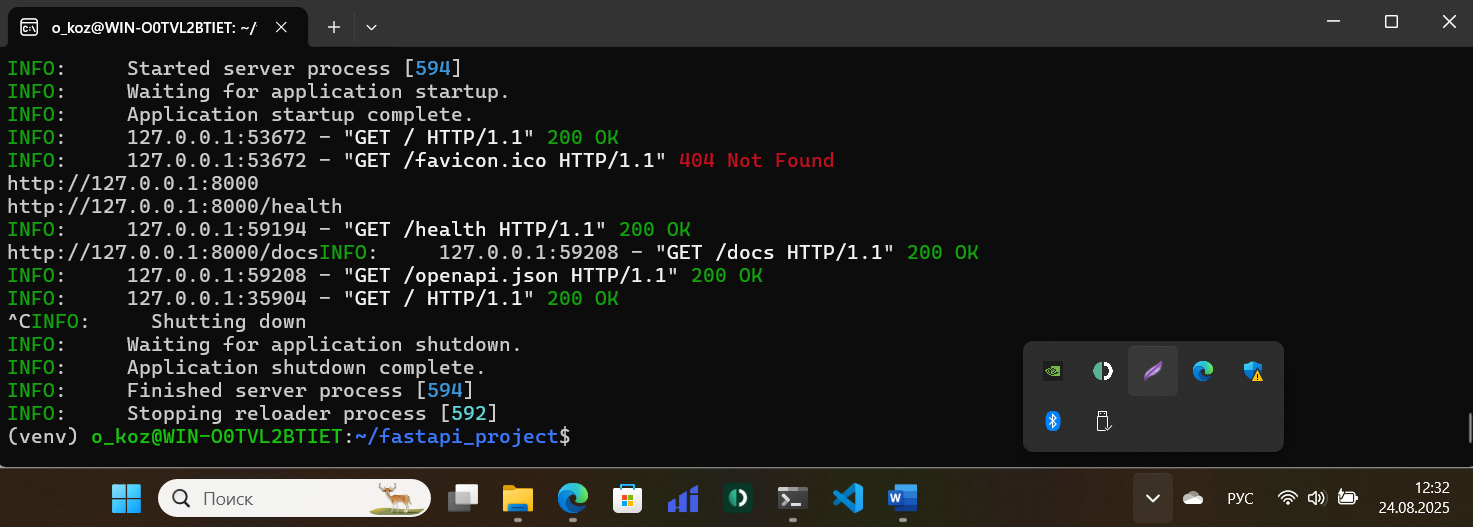 o_koz@WIN-O0TVL2BTIET: ~/
INFO:     Started server process [594]
INFO:     Waiting for application startup.
INFO:     Application startup complete.
INFO:     127.0.0.1:53672 - "GET / HTTP/1.1" 200 OK
INFO:     127.0.0.1:53672 - "GET /favicon.ico HTTP/1.1" 404 Not Found
http://127.0.0.1:8000
http://127.0.0.1:8000/health
INFO:     127.0.0.1:59194 - "GET /health HTTP/1.1" 200 OK
http://127.0.0.1:8000/docsINFO:     127.0.0.1:59208 - "GET /docs HTTP/1.1" 200 OK
INFO:     127.0.0.1:59208 - "GET /openapi.json HTTP/1.1" 200 OK
INFO:     127.0.0.1:35904 - "GET / HTTP/1.1" 200 OK
^CINFO:     Shutting down
INFO:     Waiting for application shutdown.
INFO:     Application shutdown complete.
INFO:     Finished server process [594]
INFO:     Stopping reloader process [592]
(venv) o_koz@WIN-O0TVL2BTIET:~/fastapi_project$
Поиск
РУС
12:32
24.08.2025